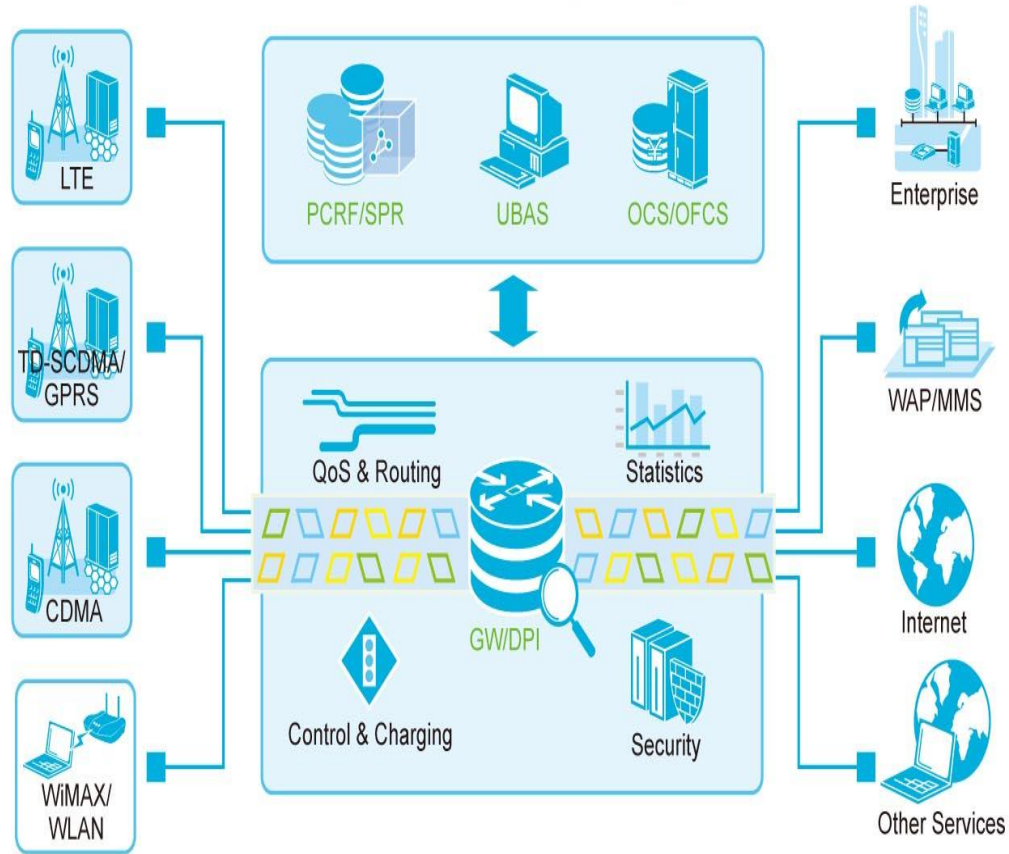 LTE
PCRF/SPR
UBAS
OCS/OFCS
¥
Enterprise
TD-SCDMA/
GPRS
WAP/MMS
QoS & Routing
Statistics
CDMA
GW/DPI
Internet
Control & Charging
Security
WiMAX/
WLAN
Other Services